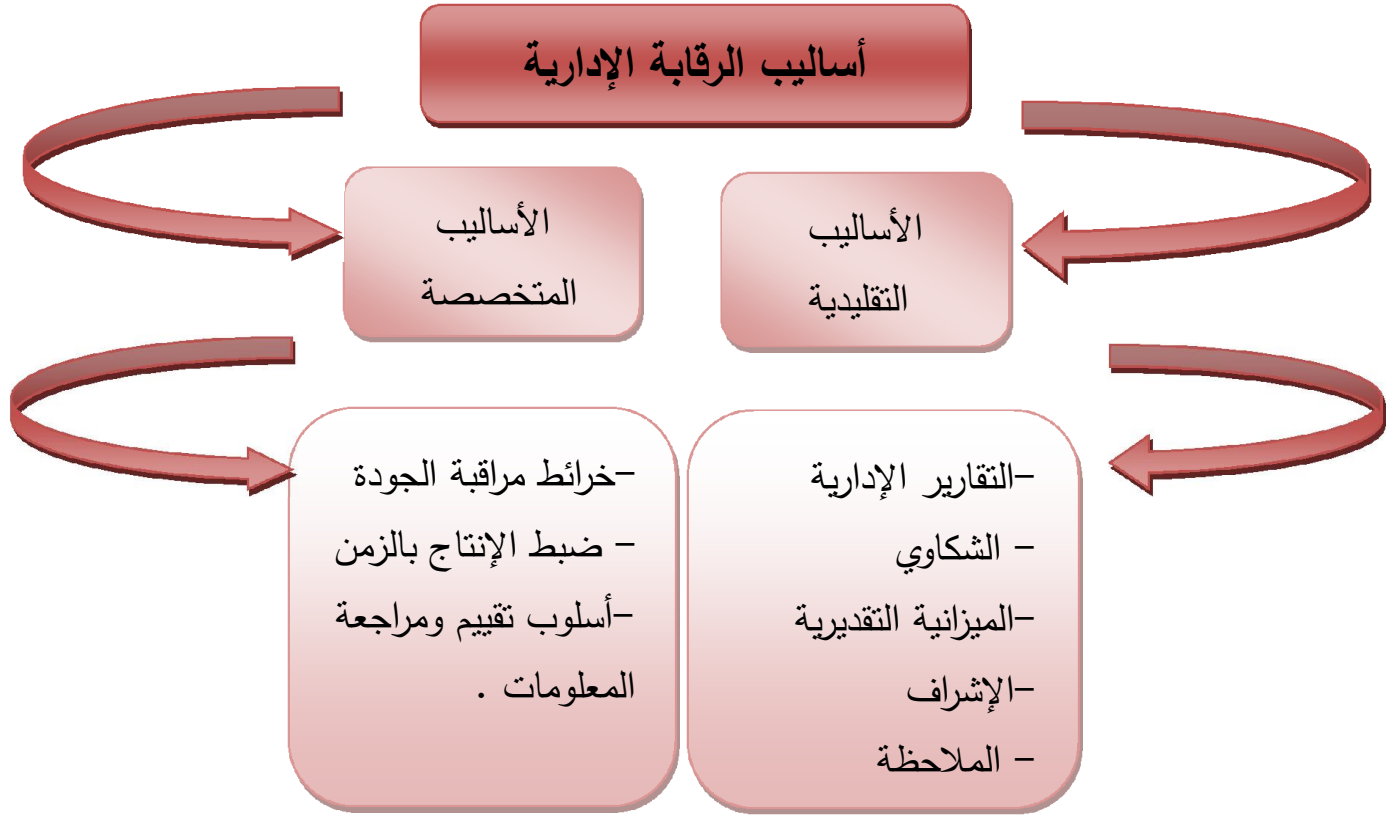 أساليب الرقابة الإدارية
الأساليب
التقليدية
الأساليب
المتخصصة
-التقارير الإدارية
- الشكاوي
-الميزانية التقديرية
-الإشراف
- الملاحظة
-خرائط مراقبة الجودة
- ضبط الإنتاج بالزمن
-أسلوب تقييم ومراجعة
المعلومات .